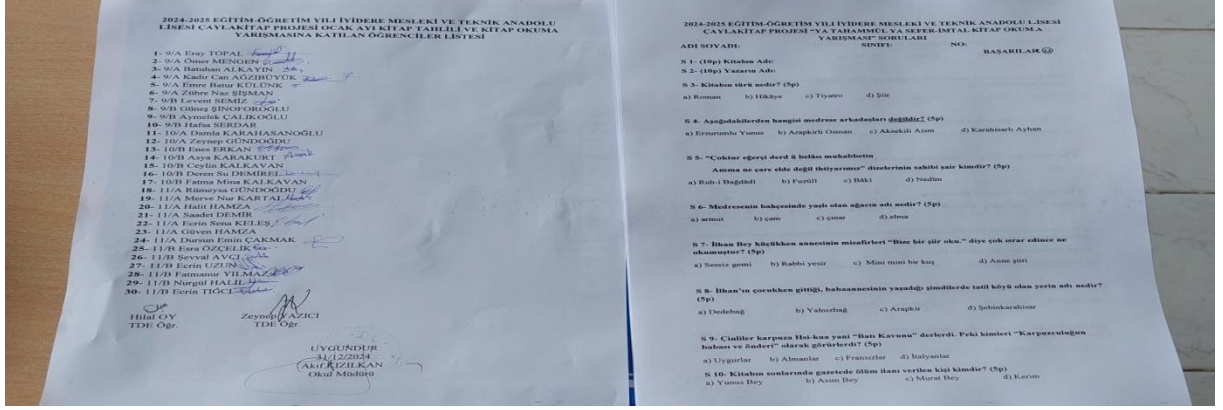 2024-2025 EĞİTİM-ÖĞRETİM YILI İYİDERE MESLEKİ VE TEKNİK ANADOLU
LİSESİ ÇAYLAKİTAP PROJESİ OCAK AYI KİTAP TAHLİLİ VE KİTAP OKUMA
YARIŞMASINA KATILAN ÖĞRENCİLER LİSTESİ
1- 9/A Eray TOPAL
2- 9/A Ömer MENGEN
3- 9/A Batuhan ALKAYIN
4- 9/A Kadir Can AĞZIBÜYÜK
5- 9/A Emre Batur KÜLÜNK
6- 9/A Zühre Naz ŞİŞMAN
7- 9/B Levent SEMİZ
8- 9/B Güneş ŞİNOFOROĞLU
9- 9/B Aymelek ÇALIKOĞLU
10- 9/B Hafsa SERDAR
11- 10/A Damla KARAHASANOĞLU
12- 10/A Zeynep GÜNDOĞDU
13- 10/B Enes ERKAN
14- 10/B Asya KARAKURT
15- 10/B Ceylin KALKAVAN
16- 10/B Deren Su DEMİREL
17- 10/B Fatma Mina KALKAVAN
18- 11/A Rümeysa GÜNDOĞDU
19- 11/A Merve Nur KARTAL
20- 11/A Halit HAMZA
21- 11/A Saadet DEMİR
22- 11/A Ecrin Sena KELEŞ
23- 11/A Güven HAMZA
24- 11/A Dursun Emin ÇAKMAK
25- 11/B Esra ÖZÇELİK
26- 11/B Şevval AVCI
27- 11/B Ecrin UZUN
28- 11/B Fatmanur YILMAZ
29- 11/B Nurgül HALİL
30- 11/B Ecrin TIĞCI
Hilal OY Zeynep YAZICI
TDE Öğr. TDE Öğr.
UYGUNDUR
31/12/2024
Akif KIZILKAN
Okul Müdürü
2024-2025 EĞİTİM-ÖĞRETİM YILI İYİDERE MESLEKİ VE TEKNİK ANADOLU LİSESİ
ÇAYLAKİTAP PROJESİ “YA TAHAMMÜL YA SEFER-İMTAL KİTAP OKUMA
YARIŞMASI” SORULARI
ADI SOYADI: SINIFI: NO:
BAŞARILAR
S 1- (10p) Kitabın Adı:
S 2- (10p) Yazarın Adı:
S 3- Kitabın türü nedir? (5p)
a) Roman b) Hikâye c) Tiyatro d) Şiir
S 4- Aşağıdakilerden hangisi medrese arkadaşları değildir? (5p)
a) Erzurumlu Yunus b) Arapkirli Osman c) Aksekili Asım d) Karahisarlı Ayhan
S 5- “Çoktur eğerçi derd ü belâsı muhabbetin
Amma ne çare elde değil ihtiyarımız” dizelerinin sahibi şair kimdir? (5p)
a) Ruh-i Bağdâdî b) Fuzûlî c) Bâkî d) Nedim
S 6- Medresenin bahçesinde yaşlı olan ağacın adı nedir? (5p)
a) armut b) çam c) çınar d) elma
S 7- İlhan Bey küçükken annesinin misafirleri “Bize bir şiir oku.” diye çok ısrar edince ne
okumuştur? (5p)
a) Sessiz gemi b) Rabbi yesir c) Mini mini bir kuş d) Anne şiiri
S 8- İlhan’ın çocukken gittiği, babaannesinin yaşadığı şimdilerde tatil köyü olan yerin adı nedir?
(5p)
a) Dedebağ b) Yalnızbağ c) Arapkir d) Şebinkarahisar
S 9- Çinliler karpuza Hsi-kua yani “Batı Kavunu” derlerdi. Peki kimleri “Karpuzculuğun
babası ve önderi” olarak görürlerdi? (5p)
a) Uygurlar b) Almanlar c) Fransızlar d) İtalyanlar
S 10- Kitabın sonlarında gazetede ölüm ilanı verilen kişi kimdir? (5p)
a) Yunus Bey b) Asım Bey c) Murat Bey d) Kerim